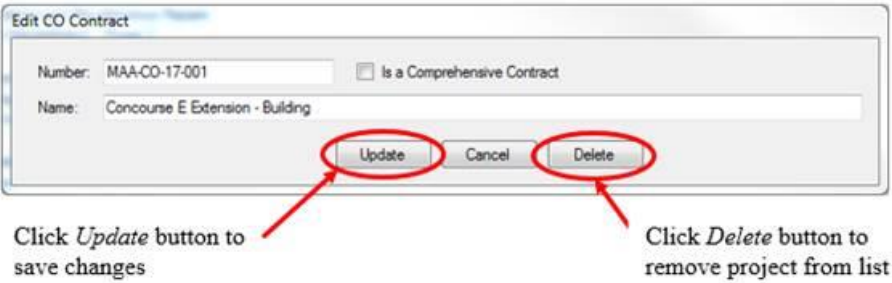 Edit CO Contract
Number: MAA-CO-17-001 Is a Comprehensive Contract
Name: Concourse E Extension - Building
Update Cancel Delete
Click Update button to
save changes
Click Delete button to
remove project from list